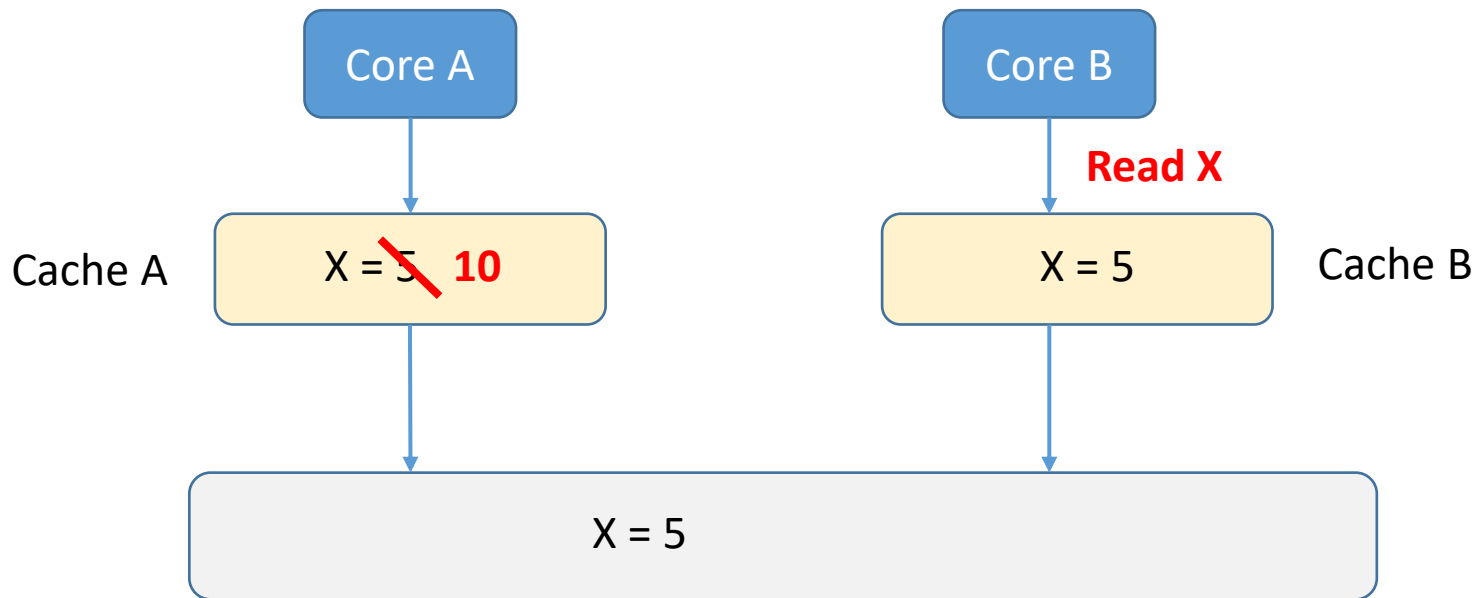 Core A
Core B
Read X
Cache A
X = 5 10
X = 5
Cache B
X = 5